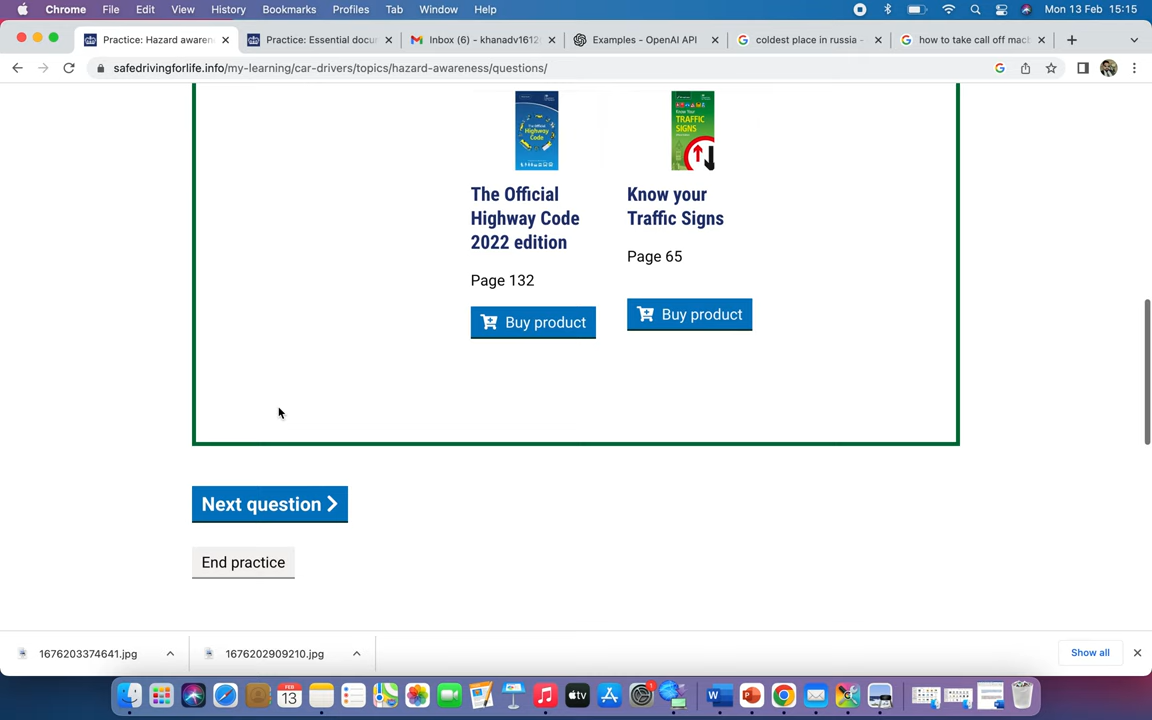 Chrome File Edit View History Bookmarks Profiles Tab Window Help Mon 13 Feb 15:15
Practice: Hazard awaren Practice: Essential docu Inbox (6) - khanadv1612 Examples - OpenAI API coldest place in russia - how to take call off mac
safedrivingforlife.info/my-learning/car-drivers/topics/hazard-awareness/questions/
TRAFFIC
SIGNS
The Official
Highway Code
2022 edition
Page 132
Buy product
Know your
Traffic Signs
Page 65
Buy product
Next question
End practice
1676203374641.jpg 1676202909210.jpg Show all